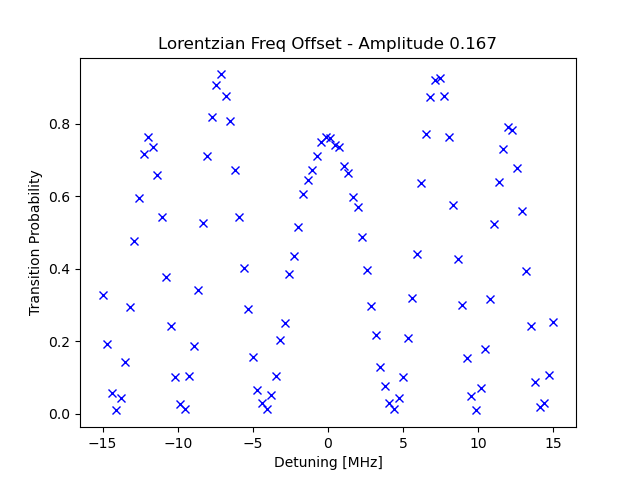 Lorentzian Freq Offset - Amplitude 0.167
Transition Probability
0.8
0.6
0.4
0.2
0.0
−15 −10 −5 0 5 10 15
Detuning [MHz]